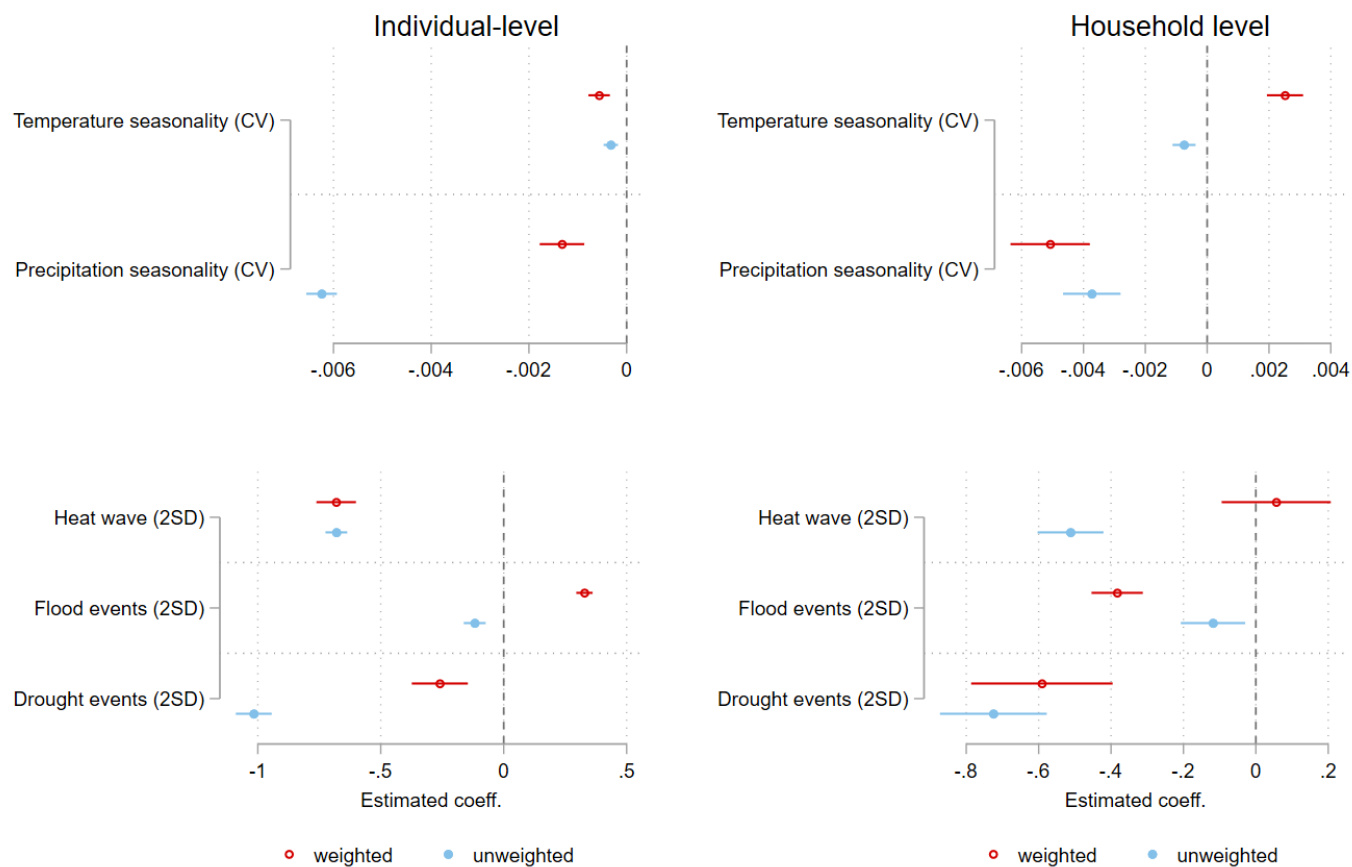 Individual-level
Temperature seasonality (CV)
Precipitation seasonality (CV)
-.006 -.004 -.002 0
Household level
Temperature seasonality (CV)
Precipitation seasonality (CV)
-.006 -.004 -.002 0 .002 .004
Heat wave (2SD)
Flood events (2SD)
Drought events (2SD)
-1 -.5 0 .5
Estimated coeff.
weighted unweighted
Heat wave (2SD)
Flood events (2SD)
Drought events (2SD)
-.8 -.6 -.4 -.2 0 .2
Estimated coeff.
weighted unweighted